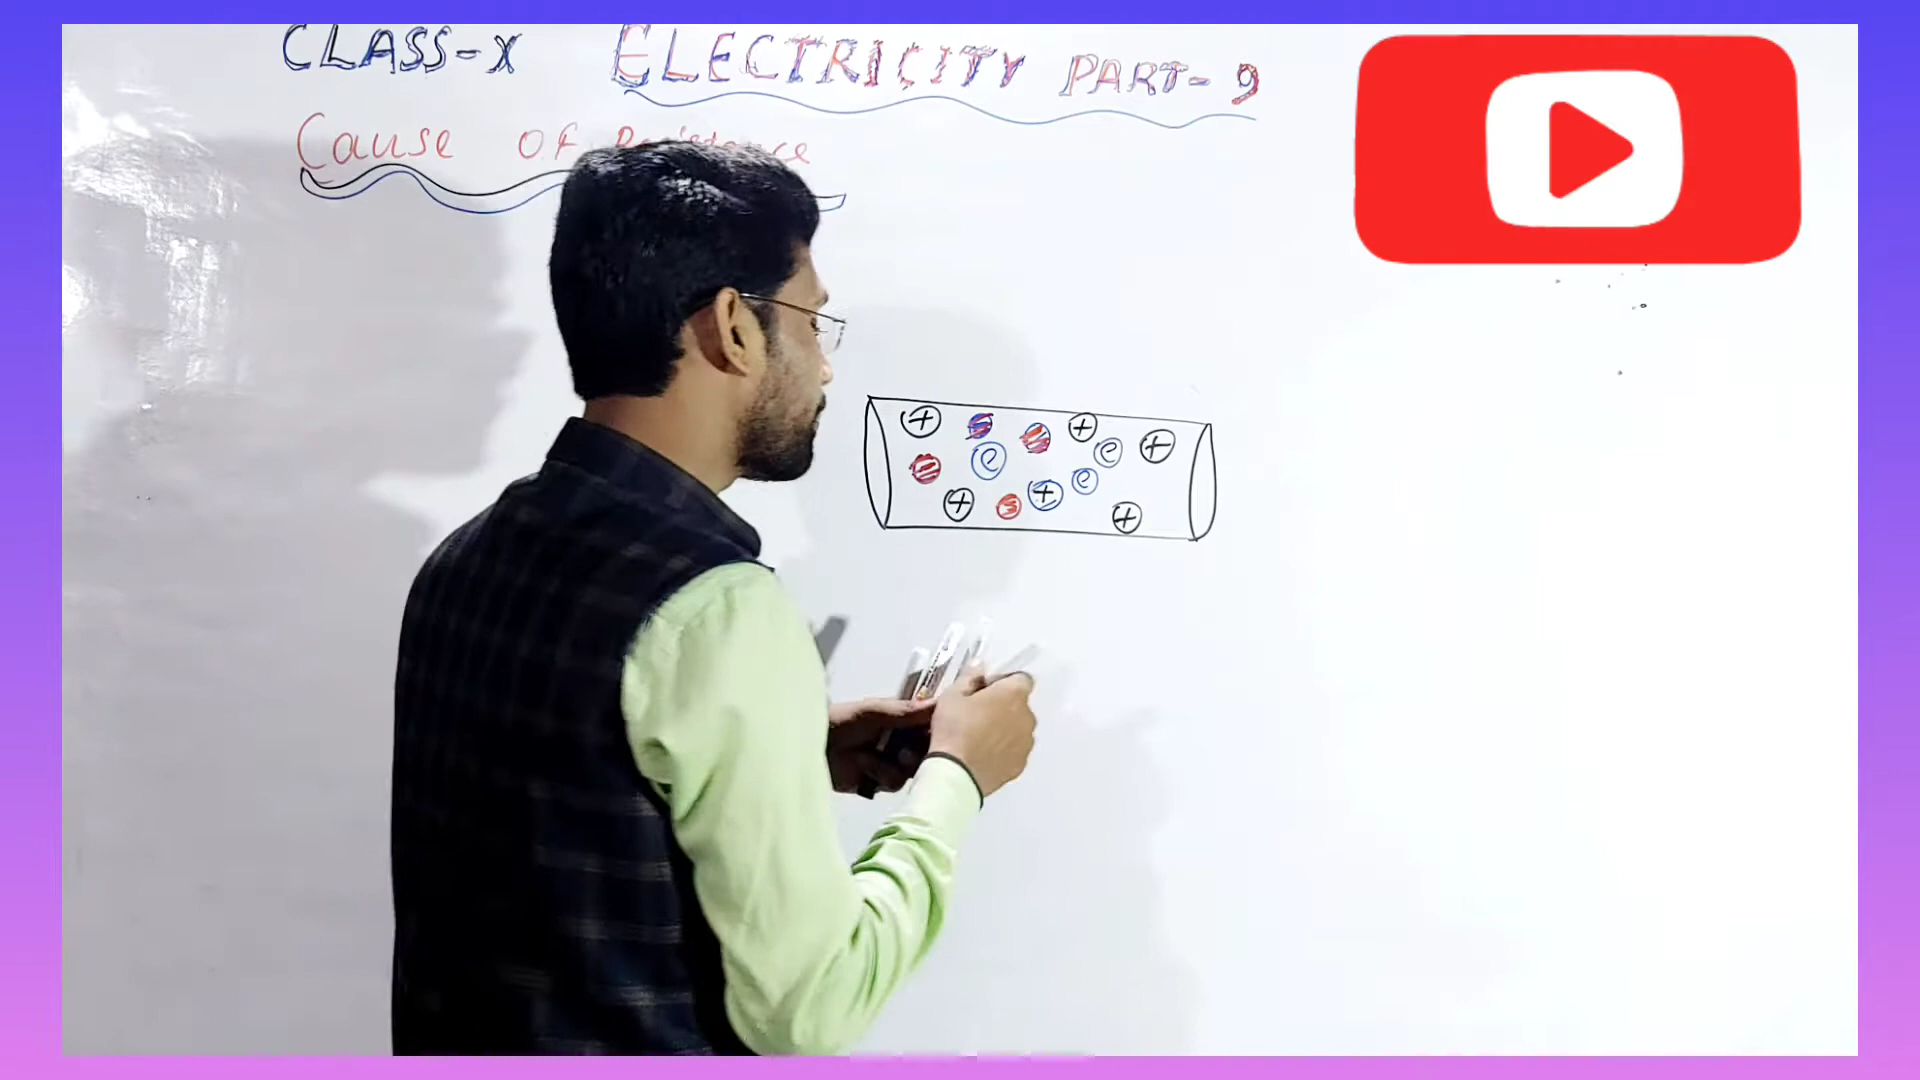 CLASS-X ELECTRICITY PART-9
Cause of Resistance
+ + +
e e
e
+ + +